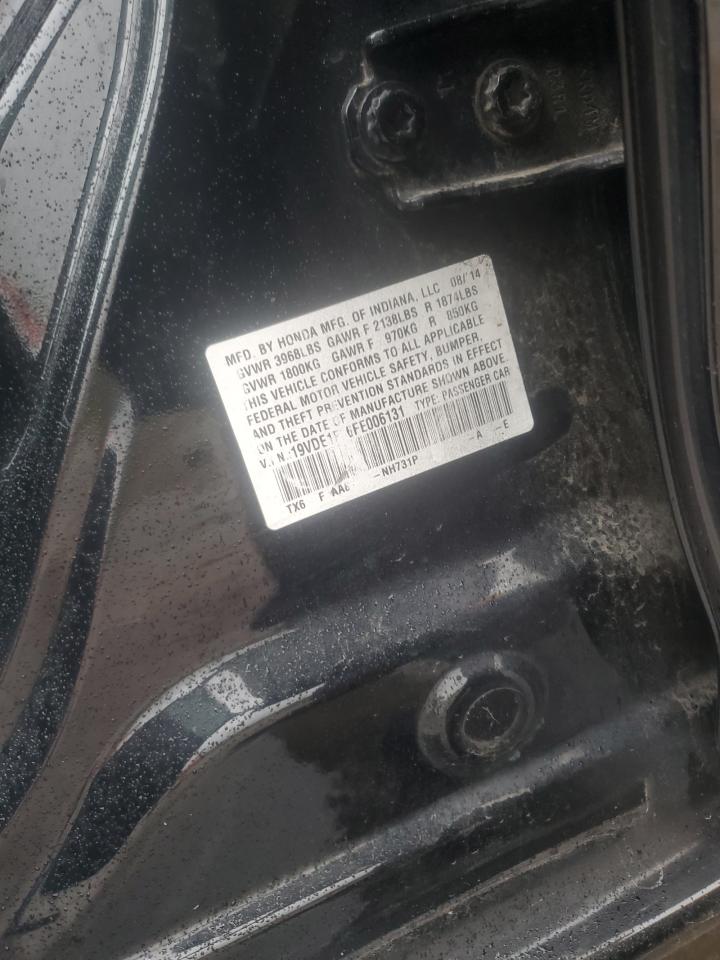 MFD. BY HONDA MFG. OF INDIANA, LLC 08/14
GVWR 3968LBS GAWR F 2138LBS R 1874LBS
GVWR 1800KG GAWR F 970KG R 850KG
THIS VEHICLE CONFORMS TO ALL APPLICABLE
FEDERAL MOTOR VEHICLE SAFETY, BUMPER,
AND THEFT PREVENTION STANDARDS IN EFFECT
ON THE DATE OF MANUFACTURE SHOWN ABOVE.
V.I.N.: FE006131 TYPE: PASSENGER CAR
TX6 F -NH731P -A -E